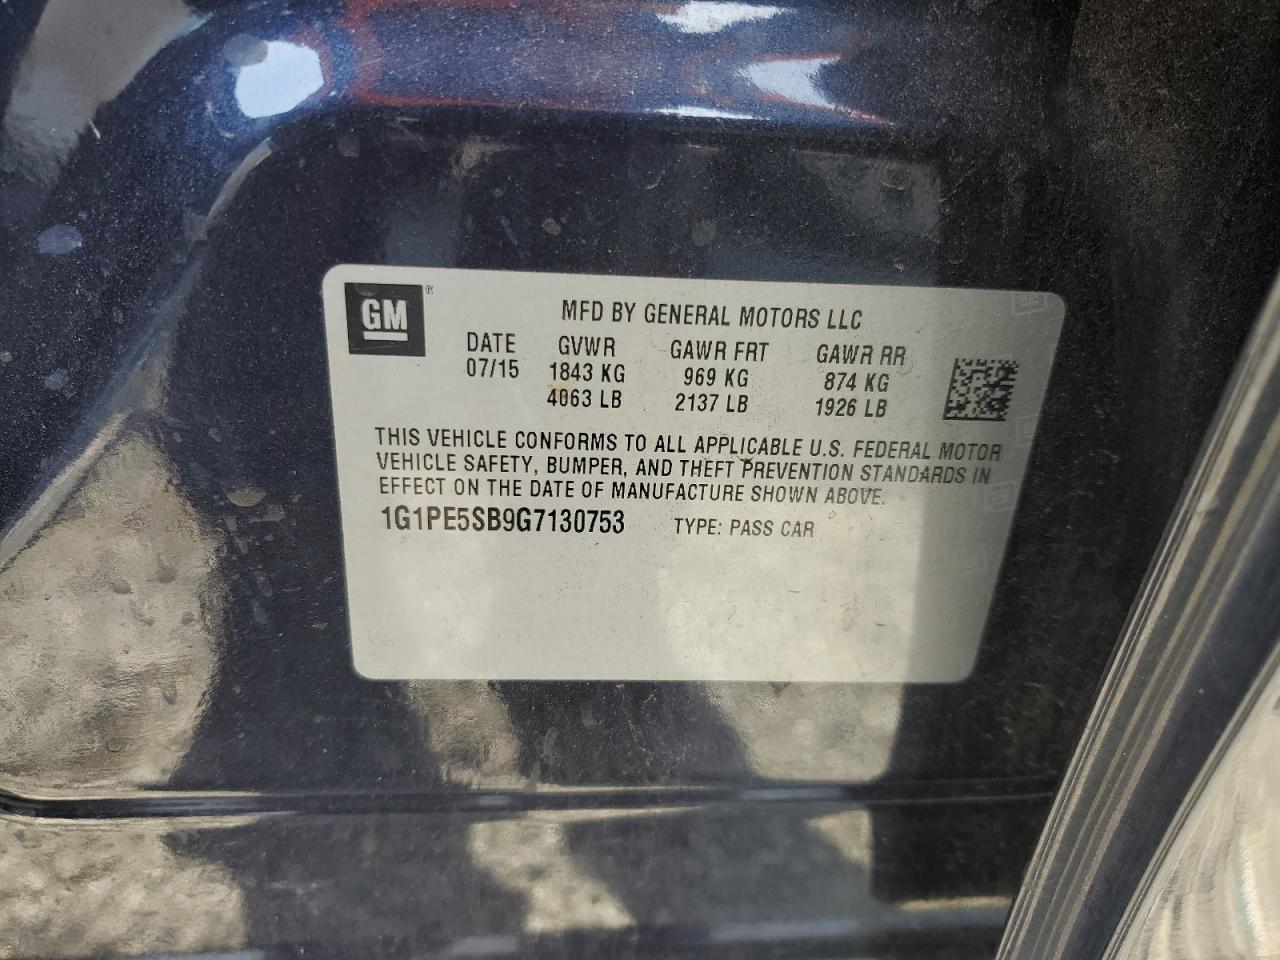 GM ®
MFD BY GENERAL MOTORS LLC
DATE GVWR GAWR FRT GAWR RR
07/15 1843 KG 969 KG 874 KG
4063 LB 2137 LB 1926 LB
THIS VEHICLE CONFORMS TO ALL APPLICABLE U.S. FEDERAL MOTOR
VEHICLE SAFETY, BUMPER, AND THEFT PREVENTION STANDARDS IN
EFFECT ON THE DATE OF MANUFACTURE SHOWN ABOVE.
1G1PE5SB9G7130753 TYPE: PASS CAR